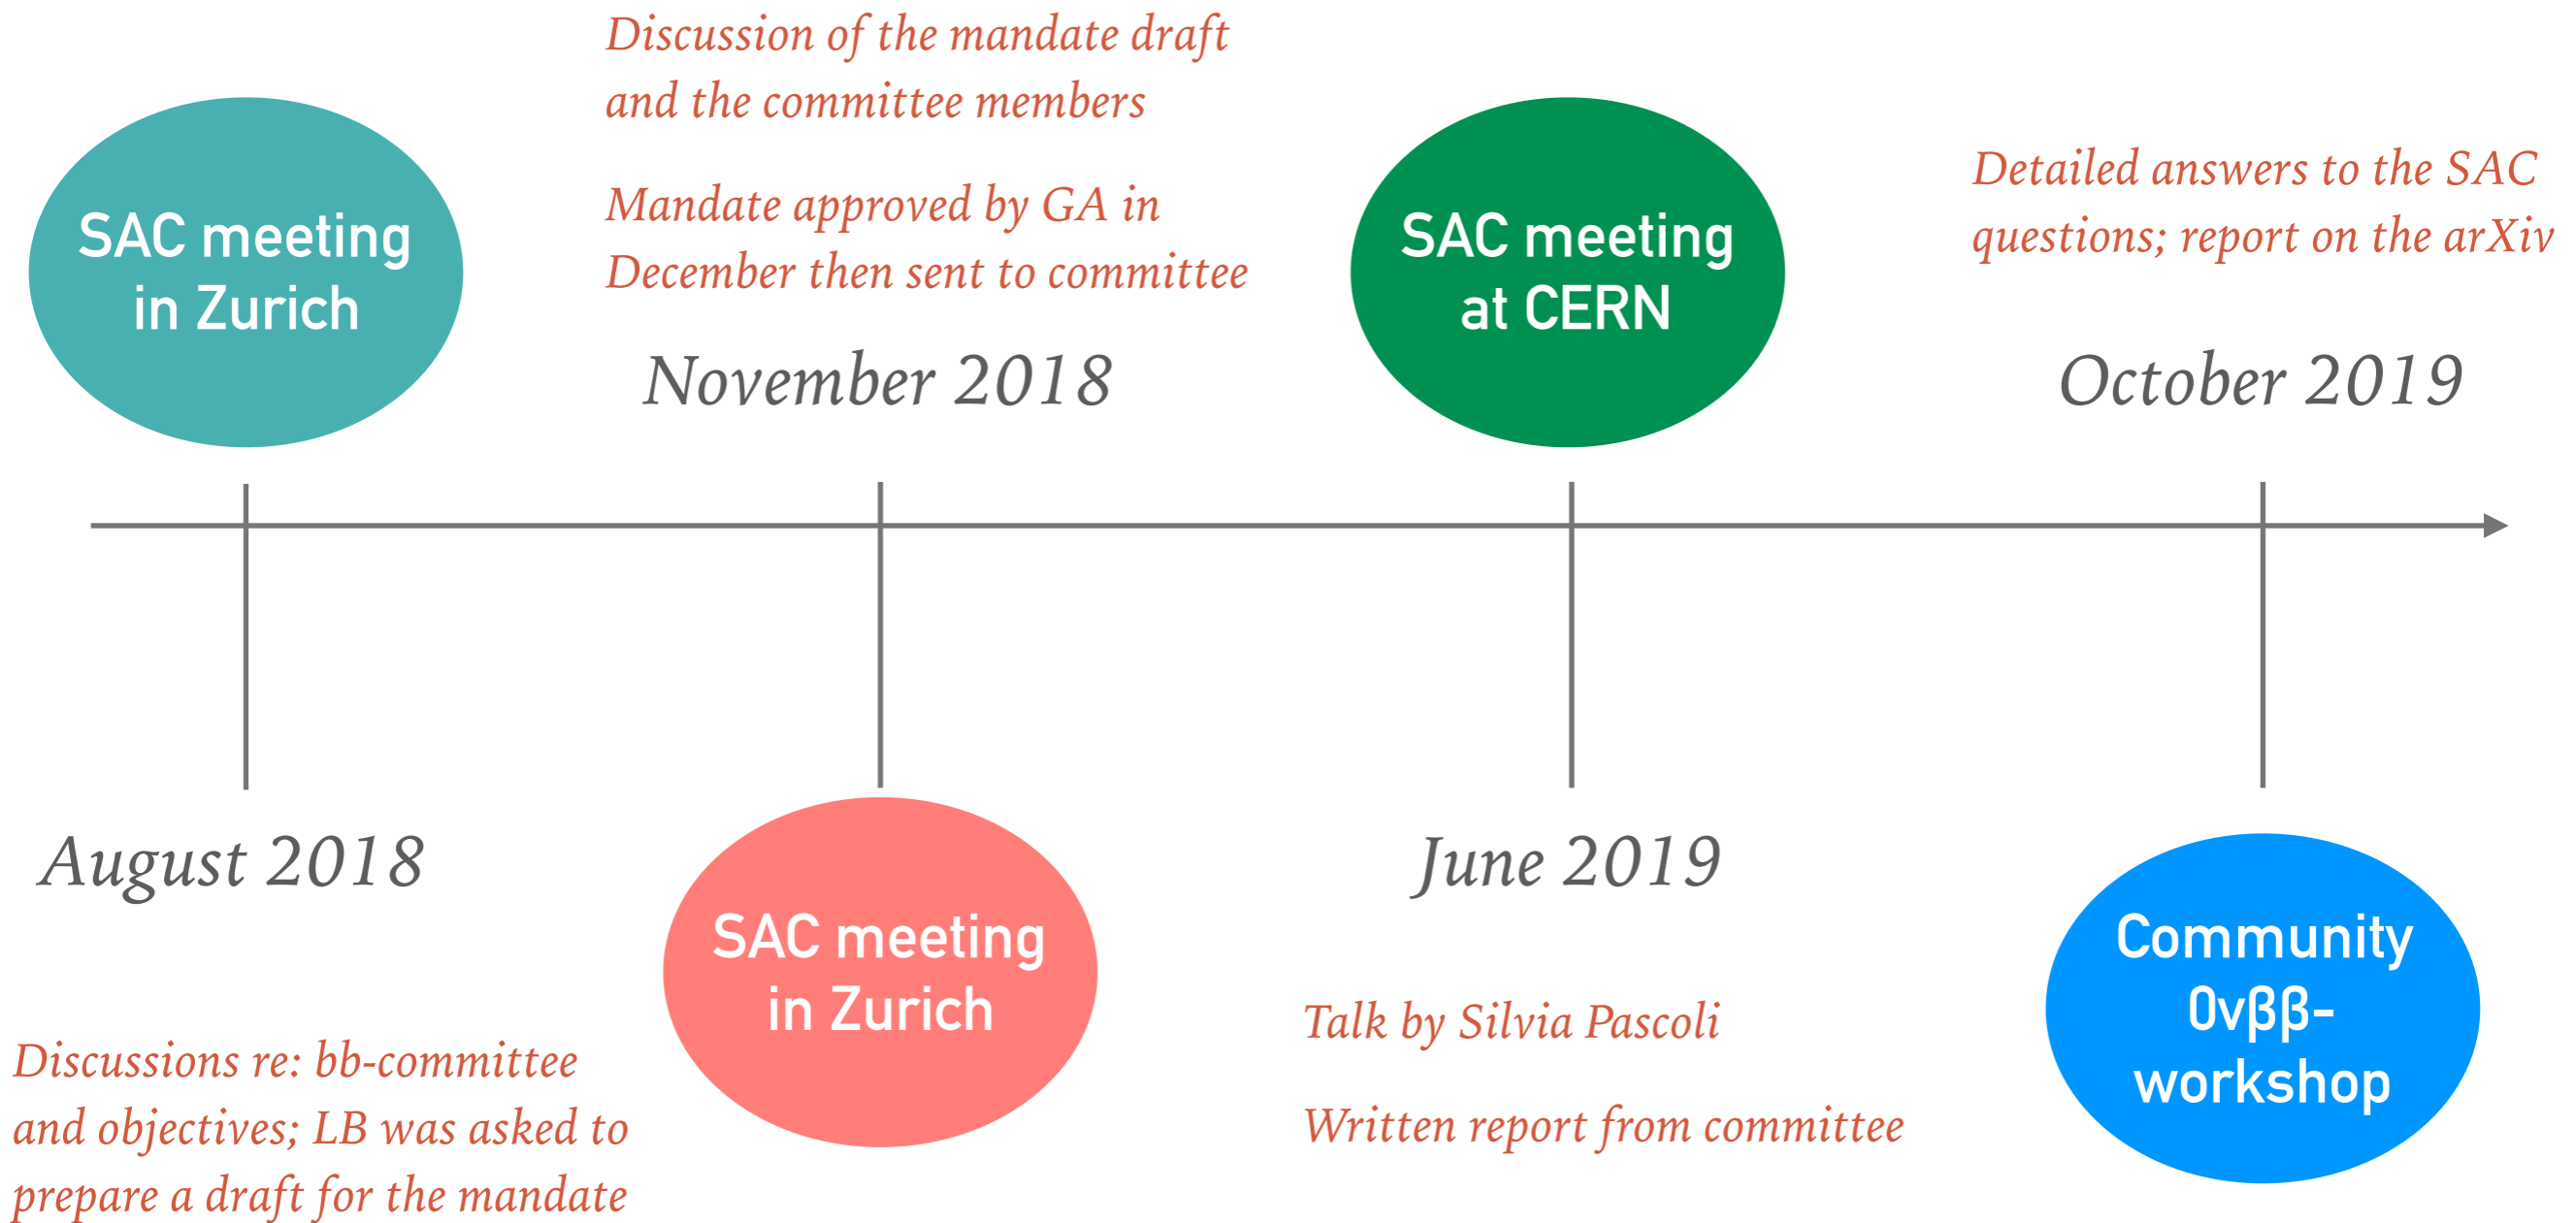 SAC meeting
in Zurich
August 2018
Discussions re: bb-committee
and objectives; LB was asked to
prepare a draft for the mandate
Discussion of the mandate draft
and the committee members
Mandate approved by GA in
December then sent to committee
November 2018
SAC meeting
in Zurich
SAC meeting
at CERN
June 2019
Talk by Silvia Pascoli
Written report from committee
Detailed answers to the SAC
questions; report on the arXiv
October 2019
Community
0νββ-
workshop